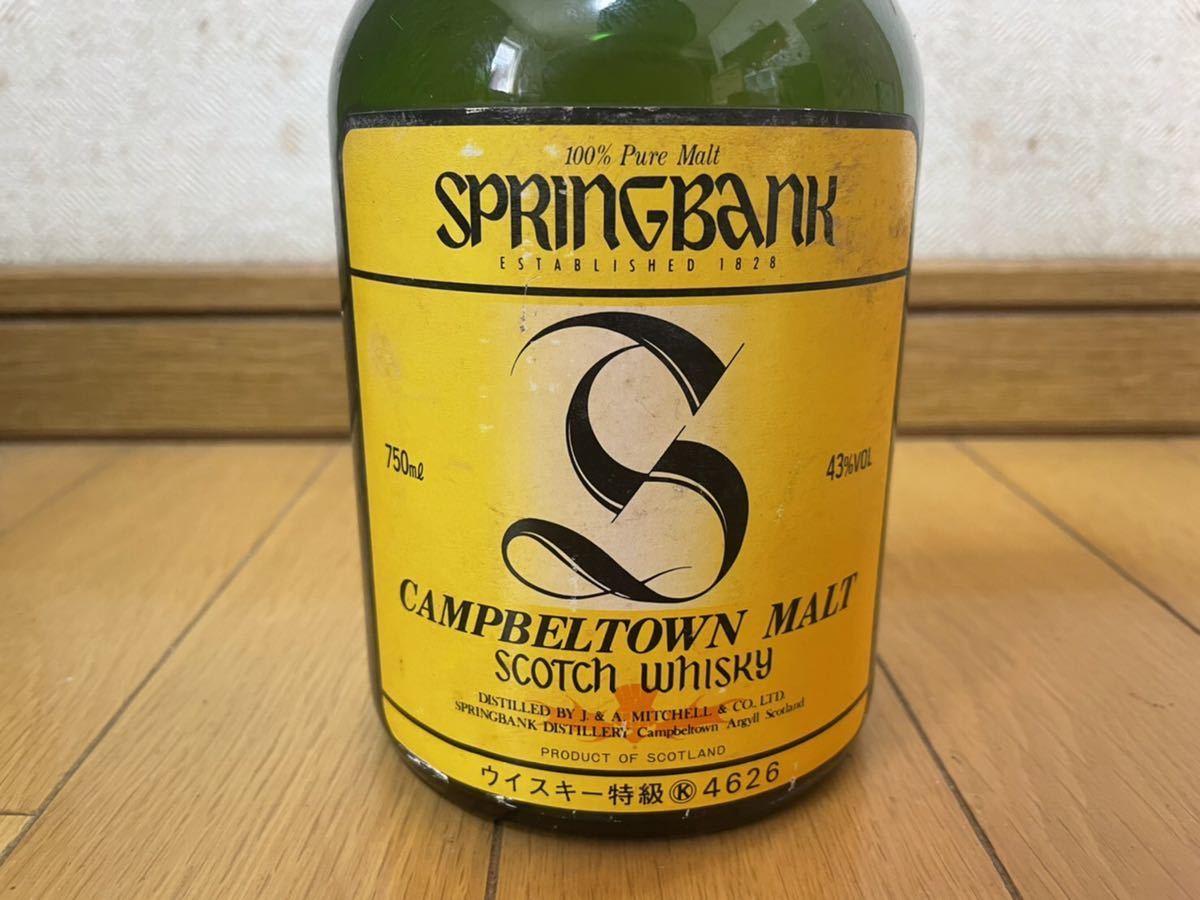 100% Pure Malt
SPRINGBANK
ESTABLISHED 1828
S
750ml
43%VOL
CAMPBELTOWN MALT
SCOTCH WHISKY
DISTILLED BY J. & A. MITCHELL & CO. LTD.
SPRINGBANK DISTILLERY Campbeltown Argyll Scotland
PRODUCT OF SCOTLAND
ウイスキー特級Ⓚ4626